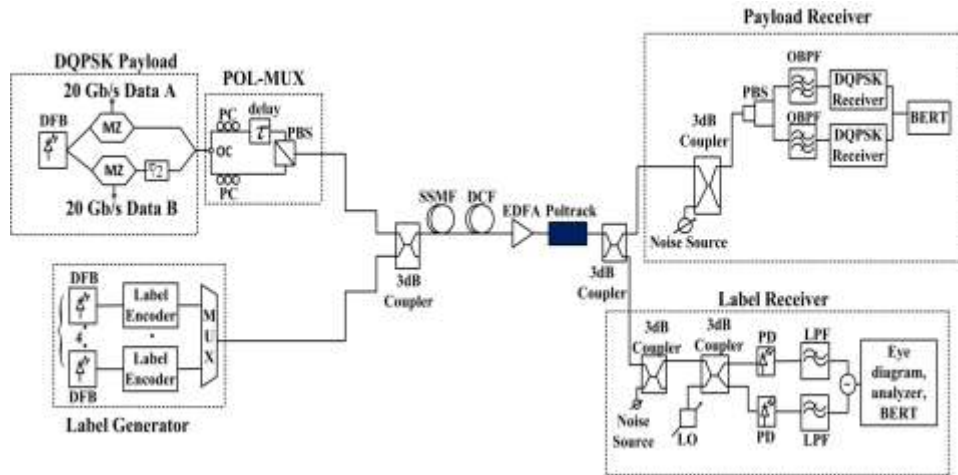 DQPSK Payload
20 Gb/s Data A
DFB
MZ
MZ
20 Gb/s Data B
POL-MUX
PC
delay
τ
PBS
OC
PC
DFB
Label
Encoder
4
Label
Encoder
DFB
MUX
Label Generator
3dB
Coupler
SSMF
DCF
EDFA
Poltrack
3dB
Coupler
Payload Receiver
3dB
Coupler
Noise Source
PBS
OBPF
DQPSK
Receiver
OBPF
DQPSK
Receiver
BERT
Label Receiver
3dB
Coupler
Noise
Source
3dB
Coupler
LO
PD
LPF
PD
LPF
-
Eye
diagram,
analyzer,
BERT